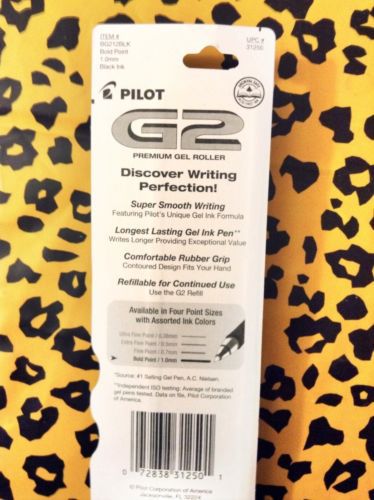 ITEM #
BG212BLK
Bold Point
1.0mm
Black Ink
UPC #
31250
PILOT
G2
PREMIUM GEL ROLLER
Discover Writing
Perfection!
Super Smooth Writing
Featuring Pilot's Unique Gel Ink Formula
Longest Lasting Gel Ink Pen**
Writes Longer Providing Exceptional Value
Comfortable Rubber Grip
Contoured Design Fits Your Hand
Refillable for Continued Use
Use the G2 Refill
Available in Four Point Sizes
with Assorted Ink Colors
Ultra Fine Point / 0.38mm
Extra Fine Point / 0.5mm
Fine Point / 0.7mm
Bold Point / 1.0mm
*Source: #1 Selling Gel Pen, A.C. Nielsen.
**Independent ISO testing: Average of branded
gel pens tested. Data on file, Pilot Corporation
of America.
0 72838 31250 1
© Pilot Corporation of America
Jacksonville, FL 32224